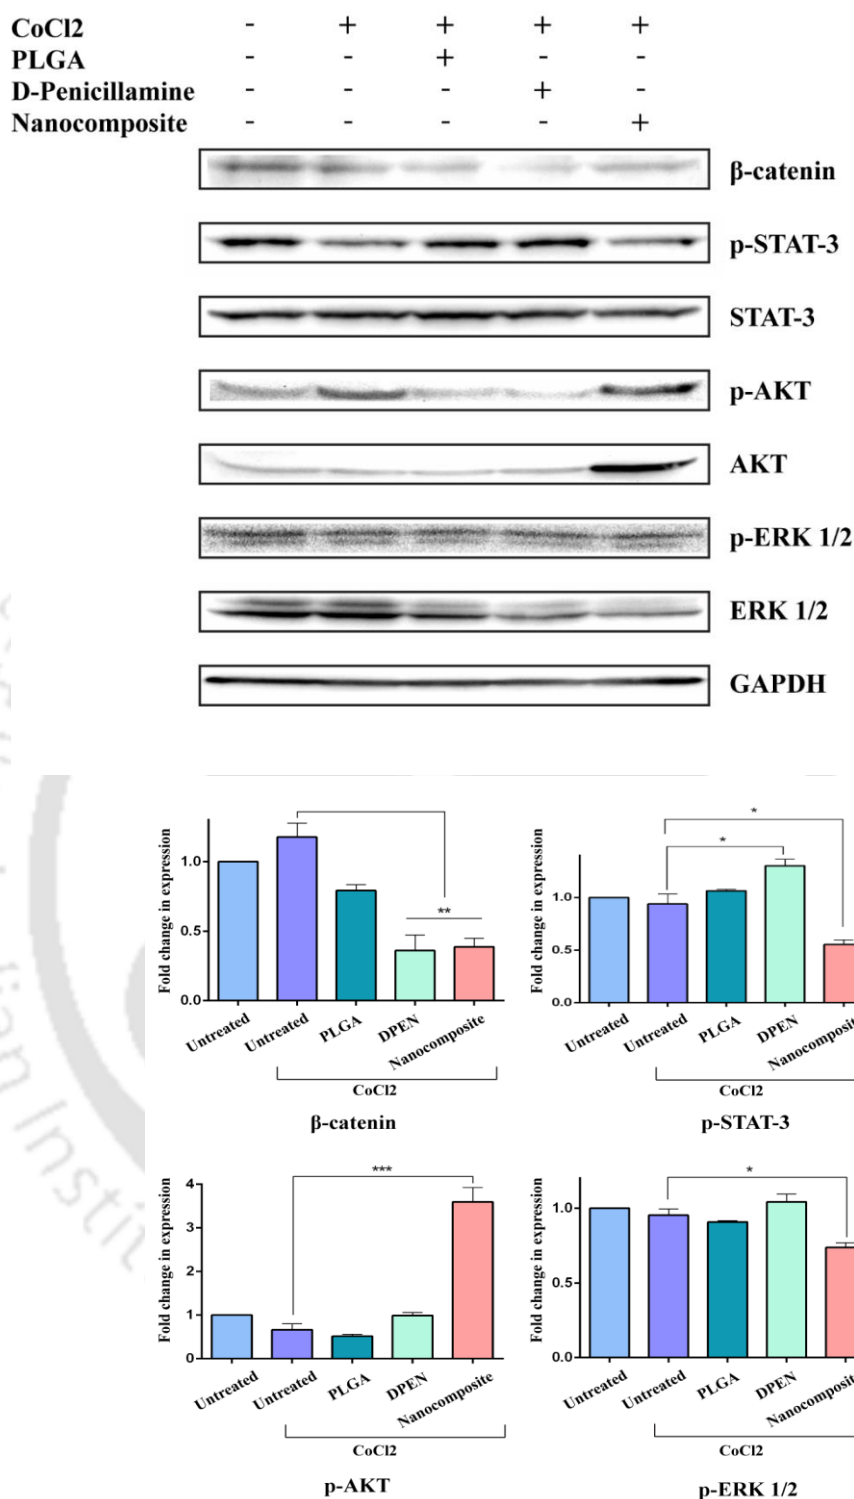 CoCl2 - + + + +
PLGA - - + - -
D-Penicillamine - - - + -
Nanocomposite - - - - +
β-catenin
p-STAT-3
STAT-3
p-AKT
AKT
p-ERK 1/2
ERK 1/2
GAPDH
Fold change in expression
1.0
0.5
0.0
**
Untreated
Untreated
PLGA
DPEN
Nanocomposite
CoCl2
β-catenin
Fold change in expression
1.0
0.5
0.0
*
*
Untreated
Untreated
PLGA
DPEN
Nanocomposite
CoCl2
p-STAT-3
Fold change in expression
4
3
2
1
0
***
Untreated
Untreated
PLGA
DPEN
Nanocomposite
CoCl2
p-AKT
Fold change in expression
1.0
0.5
0.0
*
Untreated
Untreated
PLGA
DPEN
Nanocomposite
CoCl2
p-ERK 1/2